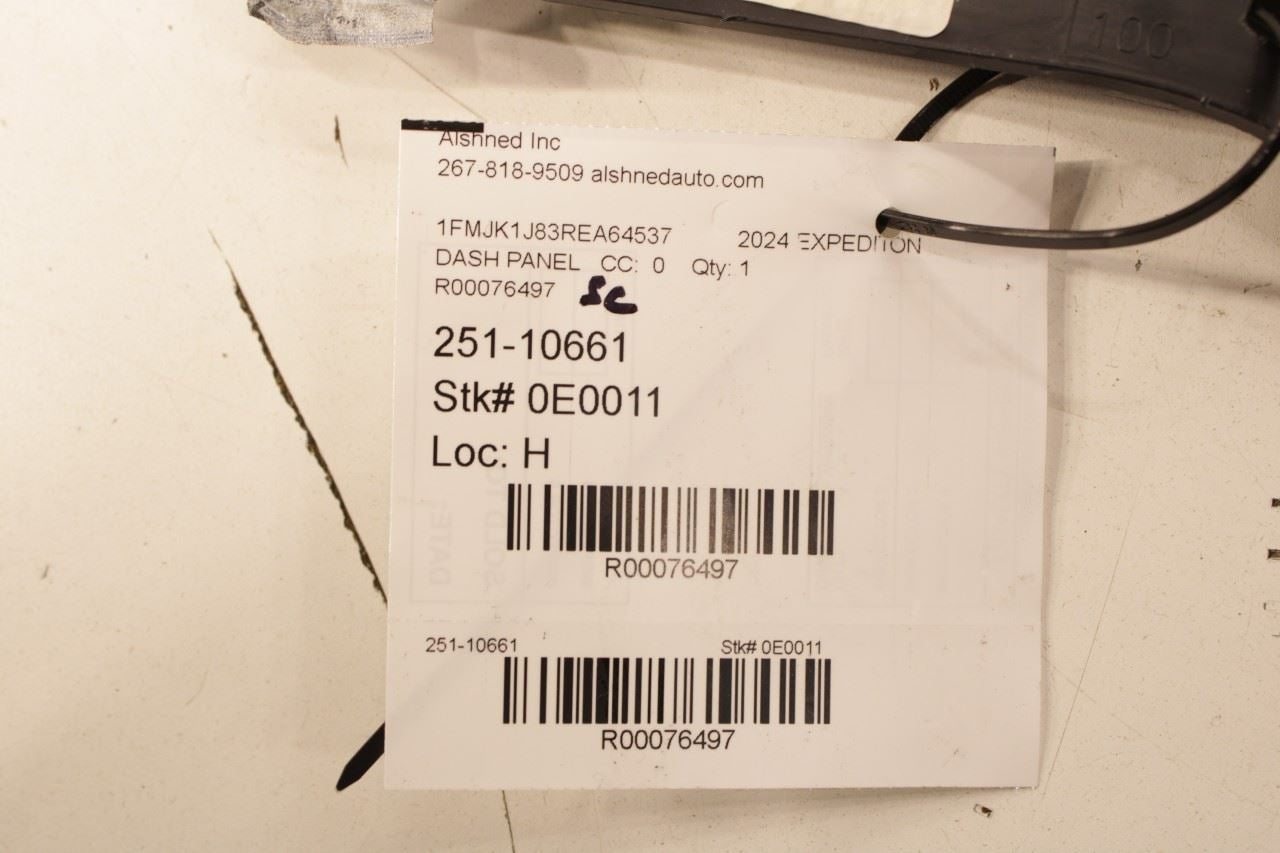 100
Alshned Inc
267-818-9509 alshnedauto.com
1FMJK1J83REA64537 2024 EXPEDITON
DASH PANEL CC: 0 Qty: 1
R00076497 SC
251-10661
Stk# 0E0011
Loc: H
R00076497
251-10661 Stk# 0E0011
R00076497